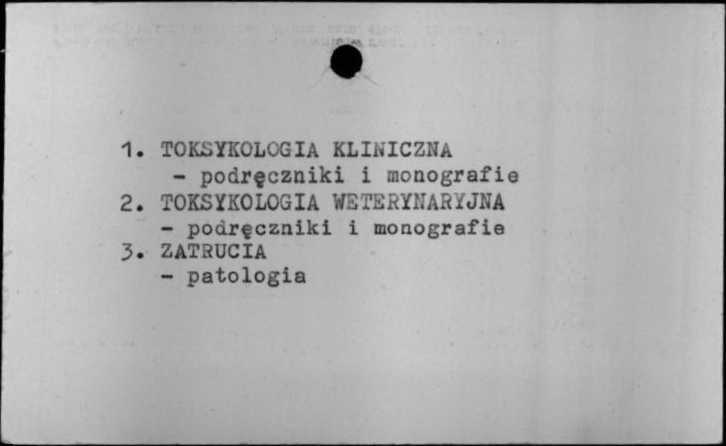 1. TOKSYKOLOGIA KLINICZNA
- podręczniki i monografie
2. TOKSYKOLOGIA WETERYNARYJNA
- podręczniki i monografie
3. ZATRUCIA
- patologia